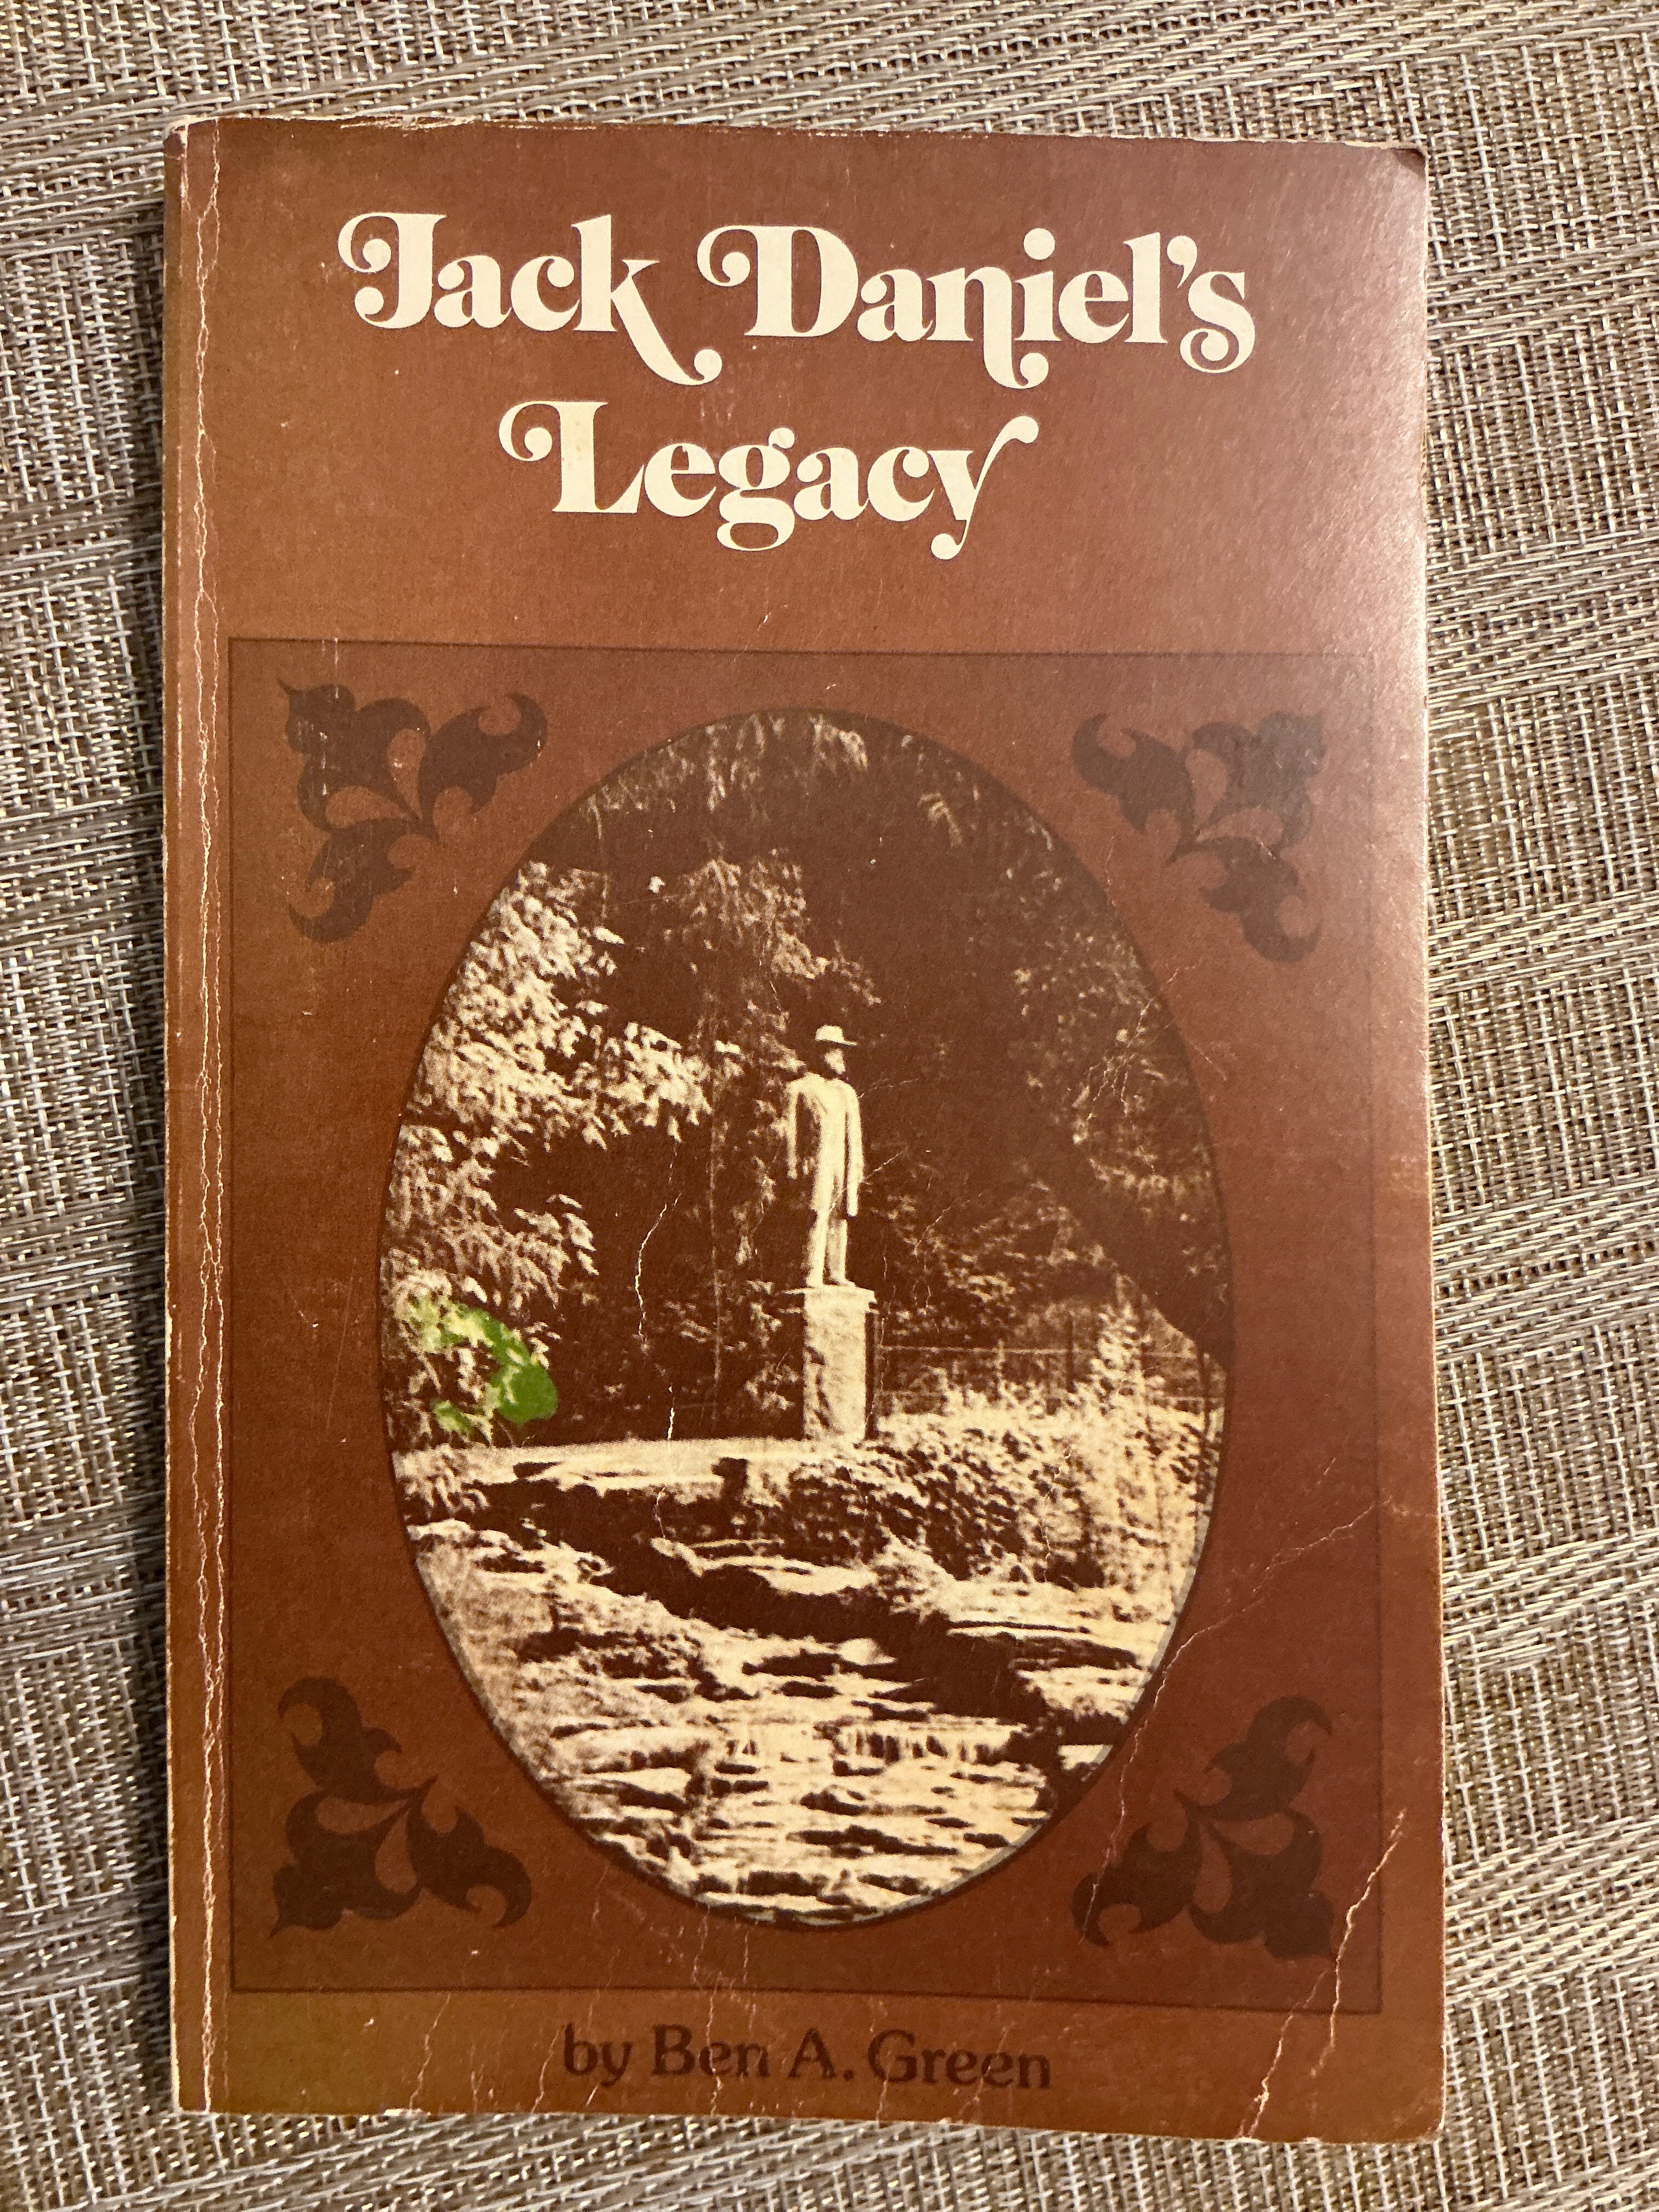 Jack Daniel's
Legacy
by Ben A. Green